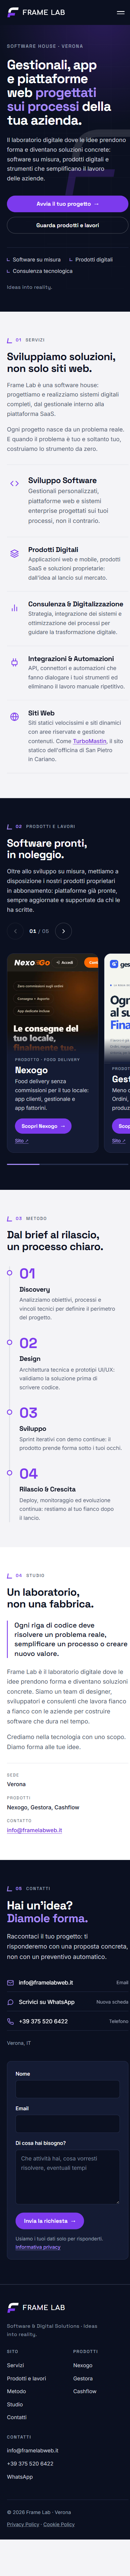 FRAME LAB
SOFTWARE HOUSE · VERONA
Gestionali, app
e piattaforme
web progettati
sui processi della
tua azienda.
Il laboratorio digitale dove le idee prendono
forma e diventano soluzioni concrete:
software su misura, prodotti digitali e
strumenti che semplificano il lavoro
delle aziende.
Avvia il tuo progetto →
Guarda prodotti e lavori
Software su misura
Prodotti digitali
Consulenza tecnologica
Ideas into reality.
01 SERVIZI
Sviluppiamo soluzioni,
non solo siti web.
Frame Lab è una software house:
progettiamo e realizziamo sistemi digitali
completi, dal gestionale interno alla
piattaforma SaaS.
Ogni progetto nasce da un problema reale.
E quando il problema è tuo e soltanto tuo,
costruiamo lo strumento da zero.
Sviluppo Software
Gestionali personalizzati,
piattaforme web e sistemi
enterprise progettati sui tuoi
processi, non il contrario.
Prodotti Digitali
Applicazioni web e mobile, prodotti
SaaS e soluzioni proprietarie:
dall'idea al lancio sul mercato.
Consulenza & Digitalizzazione
Strategia, integrazione dei sistemi e
ottimizzazione del processi per
guidare la trasformazione digitale.
Integrazioni & Automazioni
API, connettori e automazioni che
fanno dialogare i tuoi strumenti ed
eliminano il lavoro manuale ripetitivo.
Siti Web
Siti statici velocissimi e siti dinamici
con aree riservate e gestione
contenuti. Come TurboMastin, il sito
storico dell'officina di San Pietro
in Cariano.
02 PRODOTTI E LAVORI
Software pronti,
in noleggio.
Oltre allo sviluppo su misura, mettiamo a
disposizione i nostri prodotti proprietari
in abbonamento: piattaforme già pronte,
sempre aggiornate e supportate da chi le
ha scritte.
01 / 05
NexoGo
Accedi
Zero commissioni sugli ordini
Consegna + Asporto
App dedicate incluse
Le consegne del
tuo locale,
finalmente tue.
PRODOTTO · FOOD DELIVERY
Nexogo
Food delivery senza
commissioni per il tuo locale:
i tuoi clienti, consegne e
app fattorini.
Scopri Nexogo →
Sito ↗
03 METODO
Dal brief al rilascio,
un processo chiaro.
01
Discovery
Analizziamo obiettivi, processi e
vincoli tecnici per definire il perimetro
del progetto.
02
Design
Architettura tecnica e prototipi UI/UX:
validiamo la soluzione prima di
scrivere codice.
03
Sviluppo
Sprint iterativi con demo continue: il
prodotto prende forma sotto i tuoi occhi.
04
Rilascio & Crescita
Deploy, monitoraggio ed evoluzione
continua: restiamo al tuo fianco dopo
il lancio.
04 STUDIO
Un laboratorio,
non una fabbrica.
Ogni riga di codice deve
risolvere un problema reale,
semplificare un processo o creare
nuovo valore.
Frame Lab è il laboratorio digitale dove le
idee prendono forma e diventano soluzioni
concrete. Siamo un team di designer,
sviluppatori e consulenti che lavora fianco
a fianco con le aziende per costruire
software che dura nel tempo.
Crediamo nella tecnologia con uno scopo.
Diamo forma alle tue idee.
SEDE
Verona
PRODOTTI
Nexogo, Gestora, Cashflow
CONTATTO
info@framelabweb.it
05 CONTATTI
Hai un'idea?
Diamole forma.
Raccontaci il tuo progetto: ti
risponderemo con una proposta concreta,
non con un preventivo automatico.
info@framelabweb.it
Email
Scrivici su WhatsApp
Nuova scheda
+39 375 520 6422
Telefono
Verona, IT
Nome
Email
Di cosa hai bisogno?
Che attività hai, cosa vorresti
risolvere, eventuali tempi
Invia la richiesta →
Usiamo i tuoi dati solo per risponderti.
Informativa privacy
FRAME LAB
Software & Digital Solutions · Ideas
into reality.
SITO
PRODOTTI
Servizi
Nexogo
Prodotti e lavori
Gestora
Metodo
Cashflow
Studio
Contatti
CONTATTI
info@framelabweb.it
+39 375 520 6422
WhatsApp
© 2026 Frame Lab · Verona
Privacy Policy · Cookie Policy